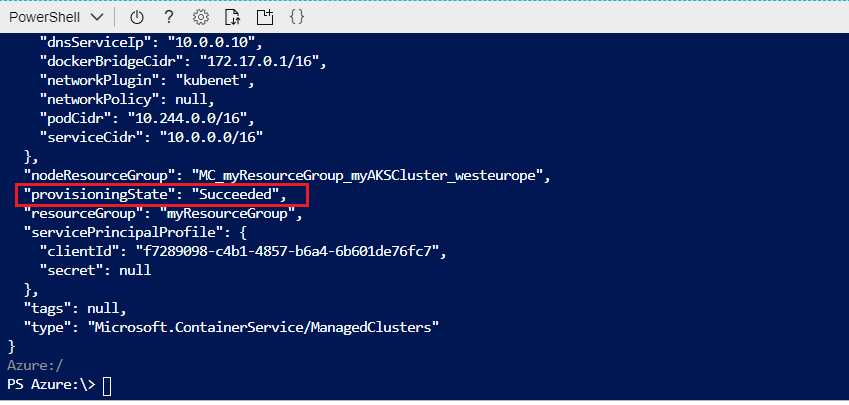 PowerShell
"dnsServiceIp": "10.0.0.10",
"dockerBridgeCidr": "172.17.0.1/16",
"networkPlugin": "kubenet",
"networkPolicy": null,
"podCidr": "10.244.0.0/16",
"serviceCidr": "10.0.0.0/16"
},
"nodeResourceGroup": "MC_myResourceGroup_myAKSCluster_westeurope",
"provisioningState": "Succeeded",
"resourceGroup": "myResourceGroup",
"servicePrincipalProfile": {
"clientId": "f7289098-c4b1-4857-b6a4-6b601de76fc7",
"secret": null
},
"tags": null,
"type": "Microsoft.ContainerService/ManagedClusters"
}
Azure:/
PS Azure:\>